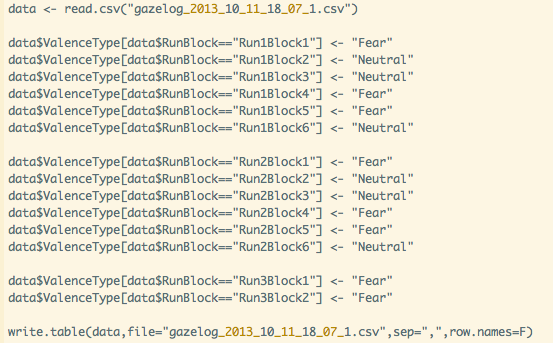 data <- read.csv("gazelog_2013_10_11_18_07_1.csv")
data$ValenceType[data$RunBlock=="Run1Block1"] <- "Fear"
data$ValenceType[data$RunBlock=="Run1Block2"] <- "Neutral"
data$ValenceType[data$RunBlock=="Run1Block3"] <- "Neutral"
data$ValenceType[data$RunBlock=="Run1Block4"] <- "Fear"
data$ValenceType[data$RunBlock=="Run1Block5"] <- "Fear"
data$ValenceType[data$RunBlock=="Run1Block6"] <- "Neutral"
data$ValenceType[data$RunBlock=="Run2Block1"] <- "Fear"
data$ValenceType[data$RunBlock=="Run2Block2"] <- "Neutral"
data$ValenceType[data$RunBlock=="Run2Block3"] <- "Neutral"
data$ValenceType[data$RunBlock=="Run2Block4"] <- "Fear"
data$ValenceType[data$RunBlock=="Run2Block5"] <- "Fear"
data$ValenceType[data$RunBlock=="Run2Block6"] <- "Neutral"
data$ValenceType[data$RunBlock=="Run3Block1"] <- "Fear"
data$ValenceType[data$RunBlock=="Run3Block2"] <- "Fear"
write.table(data,file="gazelog_2013_10_11_18_07_1.csv",sep=",",row.names=F)